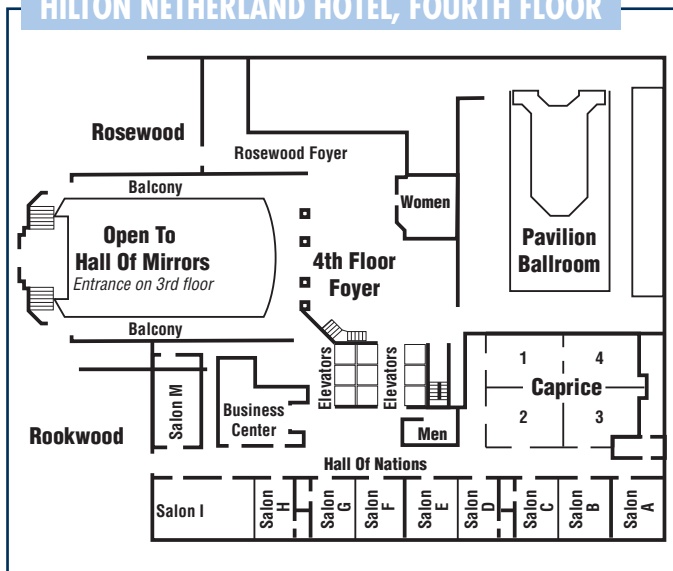 HILTON NETHERLAND HOTEL, FOURTH FLOOR
Rosewood
Rosewood Foyer
Balcony
Women
Open To
Hall Of Mirrors
Entrance on 3rd floor
4th Floor
Foyer
Pavilion
Ballroom
Balcony
Elevators
Elevators
1
4
Caprice
2
3
Salon M
Business
Center
Men
Rookwood
Hall Of Nations
Salon I
Salon
H
Salon
G
Salon
F
Salon
E
Salon
D
Salon
C
Salon
B
Salon
A